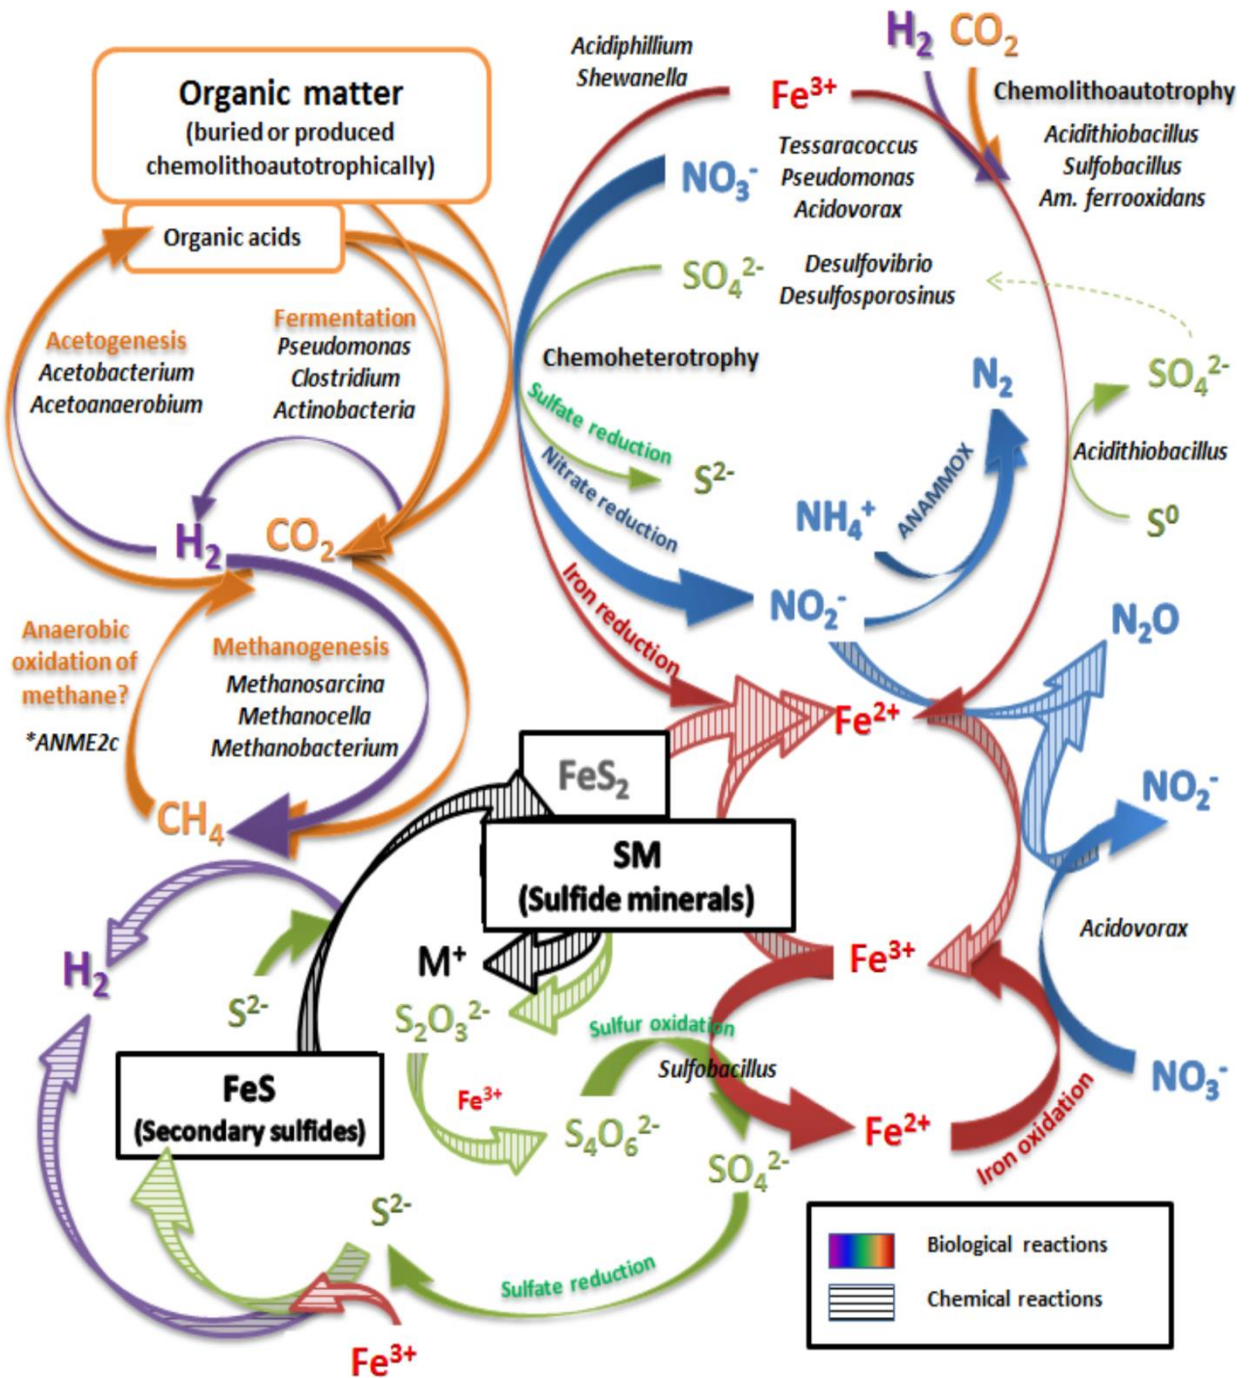 Organic matter
(buried or produced
chemolithoautotrophically)
Organic acids
Acetogenesis
Acetobacterium
Acetoanaerobium
Fermentation
Pseudomonas
Clostridium
Actinobacteria
H₂
CO₂
Anaerobic
oxidation of
methane?
*ANME2c
Methanogenesis
Methanosarcina
Methanocella
Methanobacterium
CH₄
Acidiphillium
Shewanella
Fe³⁺
H₂
CO₂
Chemolithoautotrophy
Acidithiobacillus
Sulfobacillus
Am. ferrooxidans
NO₃⁻
Tessaracoccus
Pseudomonas
Acidovorax
SO₄²⁻
Desulfovibrio
Desulfosporosinus
Chemoheterotrophy
Sulfate reduction
S²⁻
Nitrate reduction
Iron reduction
N₂
ANAMMOX
NH₄⁺
NO₂⁻
SO₄²⁻
Acidithiobacillus
S⁰
N₂O
Fe²⁺
NO₂⁻
Acidovorax
NO₃⁻
FeS₂
SM
(Sulfide minerals)
M⁺
S₂O₃²⁻
Fe³⁺
Sulfur oxidation
Sulfobacillus
Fe³⁺
S₄O₆²⁻
SO₄²⁻
Fe²⁺
Iron oxidation
H₂
S²⁻
FeS
(Secondary sulfides)
S²⁻
Sulfate reduction
Fe³⁺
Biological reactions
Chemical reactions